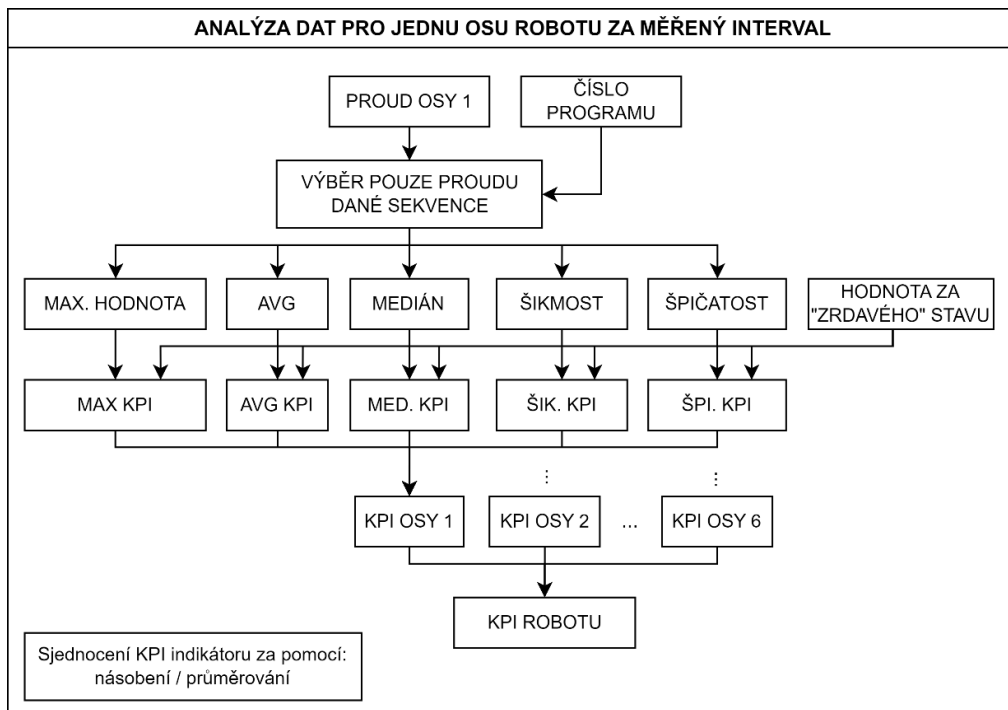 ANALÝZA DAT PRO JEDNU OSU ROBOTU ZA MĚŘENÝ INTERVAL
PROUD OSY 1
ČÍSLO
PROGRAMU
VÝBĚR POUZE PROUDU
DANÉ SEKVENCE
MAX. HODNOTA
AVG
MEDIÁN
ŠIKMOST
ŠPIČATOST
HODNOTA ZA
"ZRDAVÉHO" STAVU
MAX KPI
AVG KPI
MED. KPI
ŠIK. KPI
ŠPI. KPI
KPI OSY 1
KPI OSY 2
...
KPI OSY 6
KPI ROBOTU
Sjednocení KPI indikátoru za pomocí:
násobení / průměrování